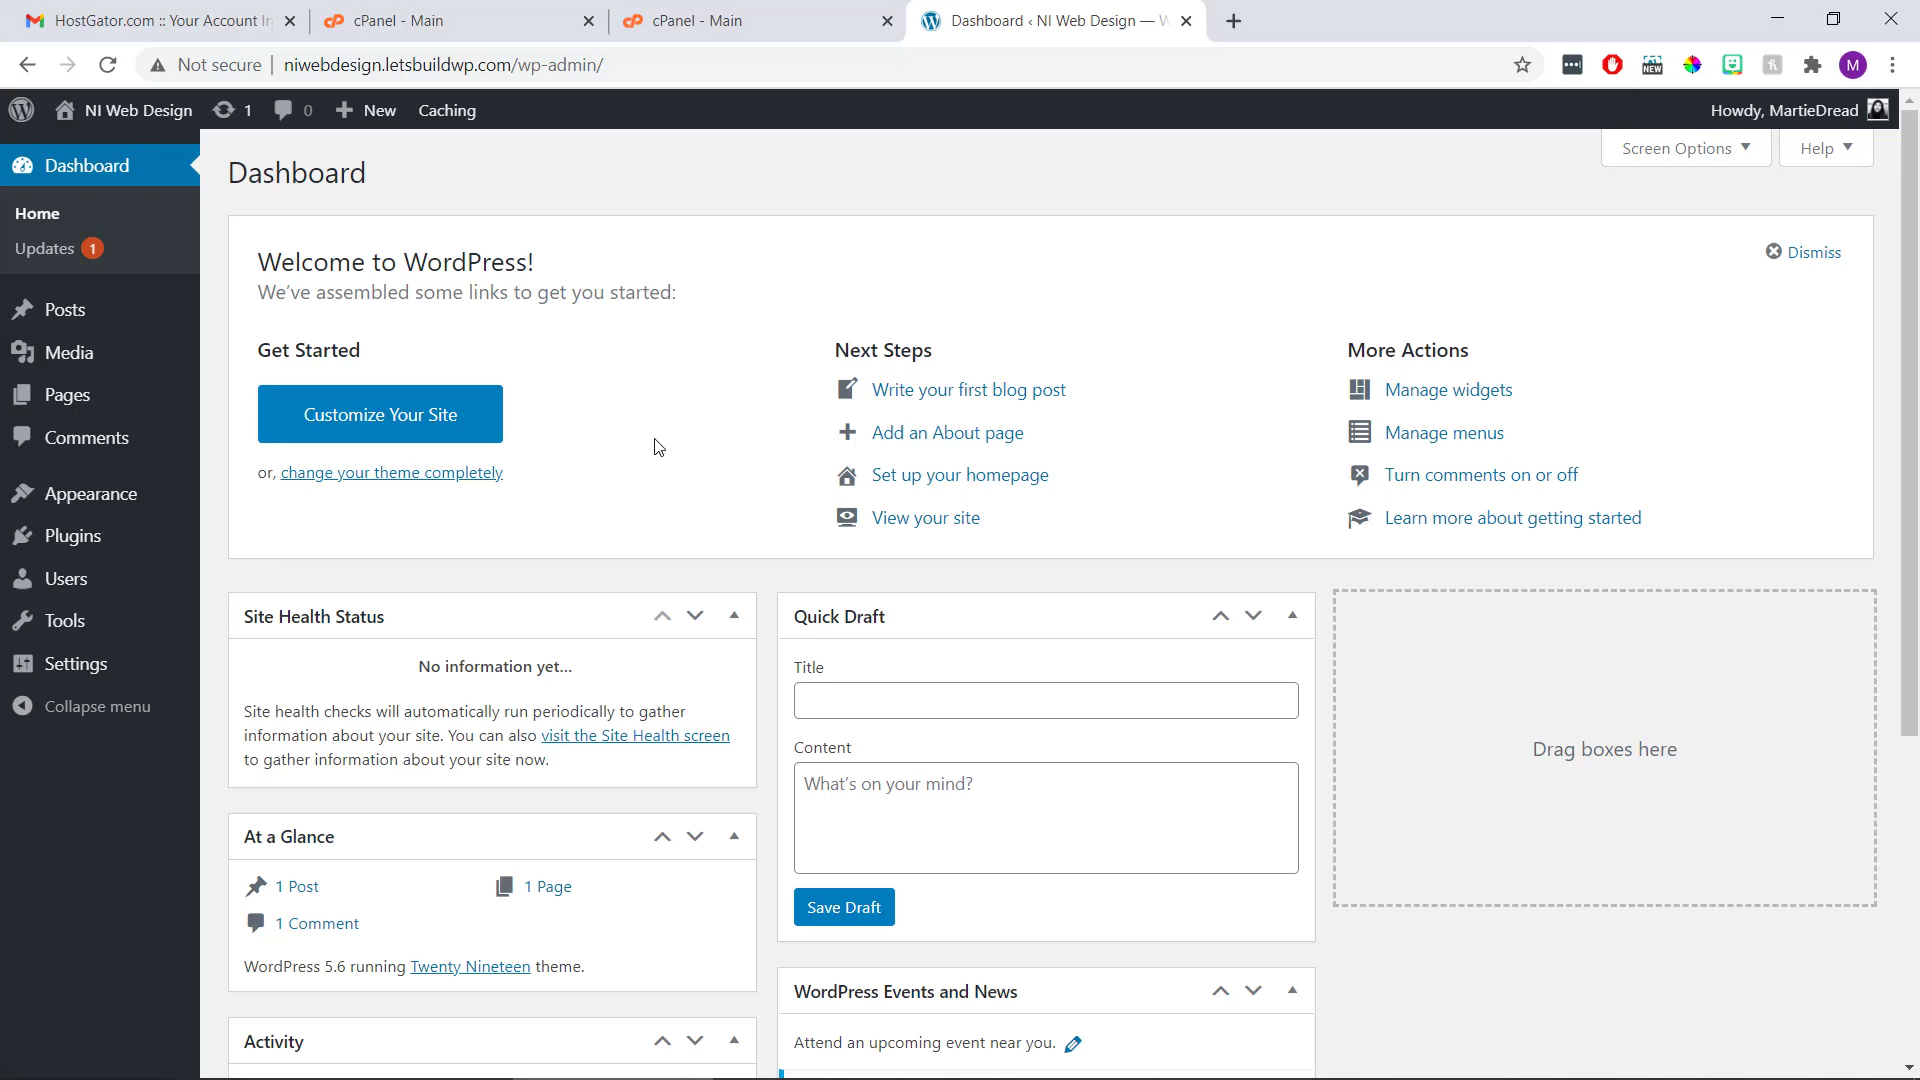 HostGator.com :: Your Account In
cPanel - Main
cPanel - Main
Dashboard ‹ NI Web Design — W
Not secure
niwebdesign.letsbuildwp.com/wp-admin/
NEW
M
NI Web Design
1
0
New
Caching
Howdy, MartieDread
Dashboard
Home
Updates 1
Posts
Media
Pages
Comments
Appearance
Plugins
Users
Tools
Settings
Collapse menu
Screen Options
Help
Dashboard
Welcome to WordPress!
We've assembled some links to get you started:
Dismiss
Get Started
Customize Your Site
or, change your theme completely
Next Steps
Write your first blog post
Add an About page
Set up your homepage
View your site
More Actions
Manage widgets
Manage menus
Turn comments on or off
Learn more about getting started
Site Health Status
No information yet...
Site health checks will automatically run periodically to gather
information about your site. You can also visit the Site Health screen
to gather information about your site now.
At a Glance
1 Post
1 Page
1 Comment
WordPress 5.6 running Twenty Nineteen theme.
Activity
Quick Draft
Title
Content
What's on your mind?
Save Draft
WordPress Events and News
Attend an upcoming event near you.
Drag boxes here